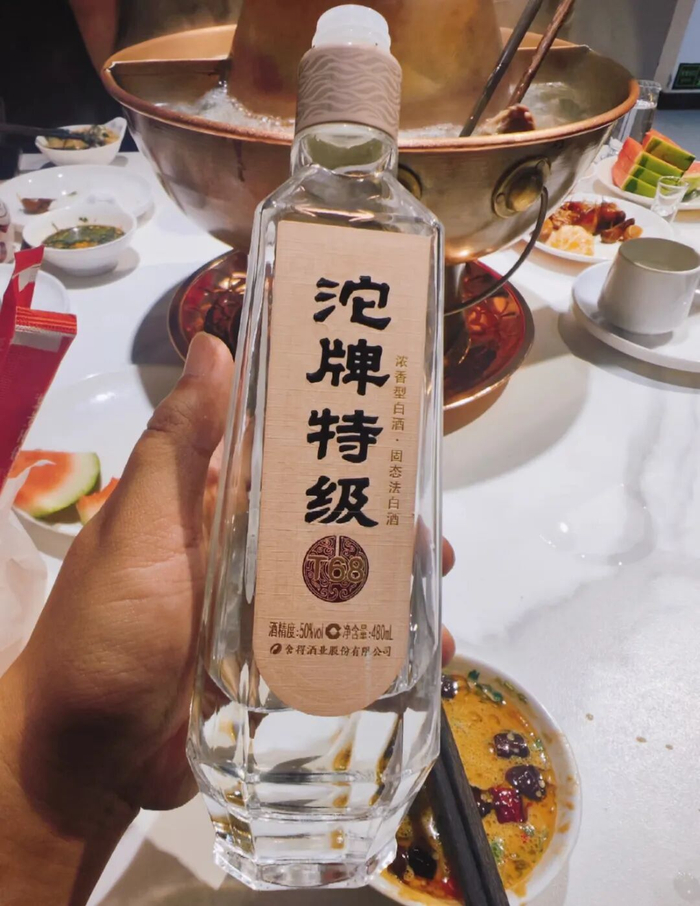 沱牌特级
浓香型白酒·固态法白酒
T68
酒精度:50%vol 净含量:480mL
舍得酒业股份有限公司